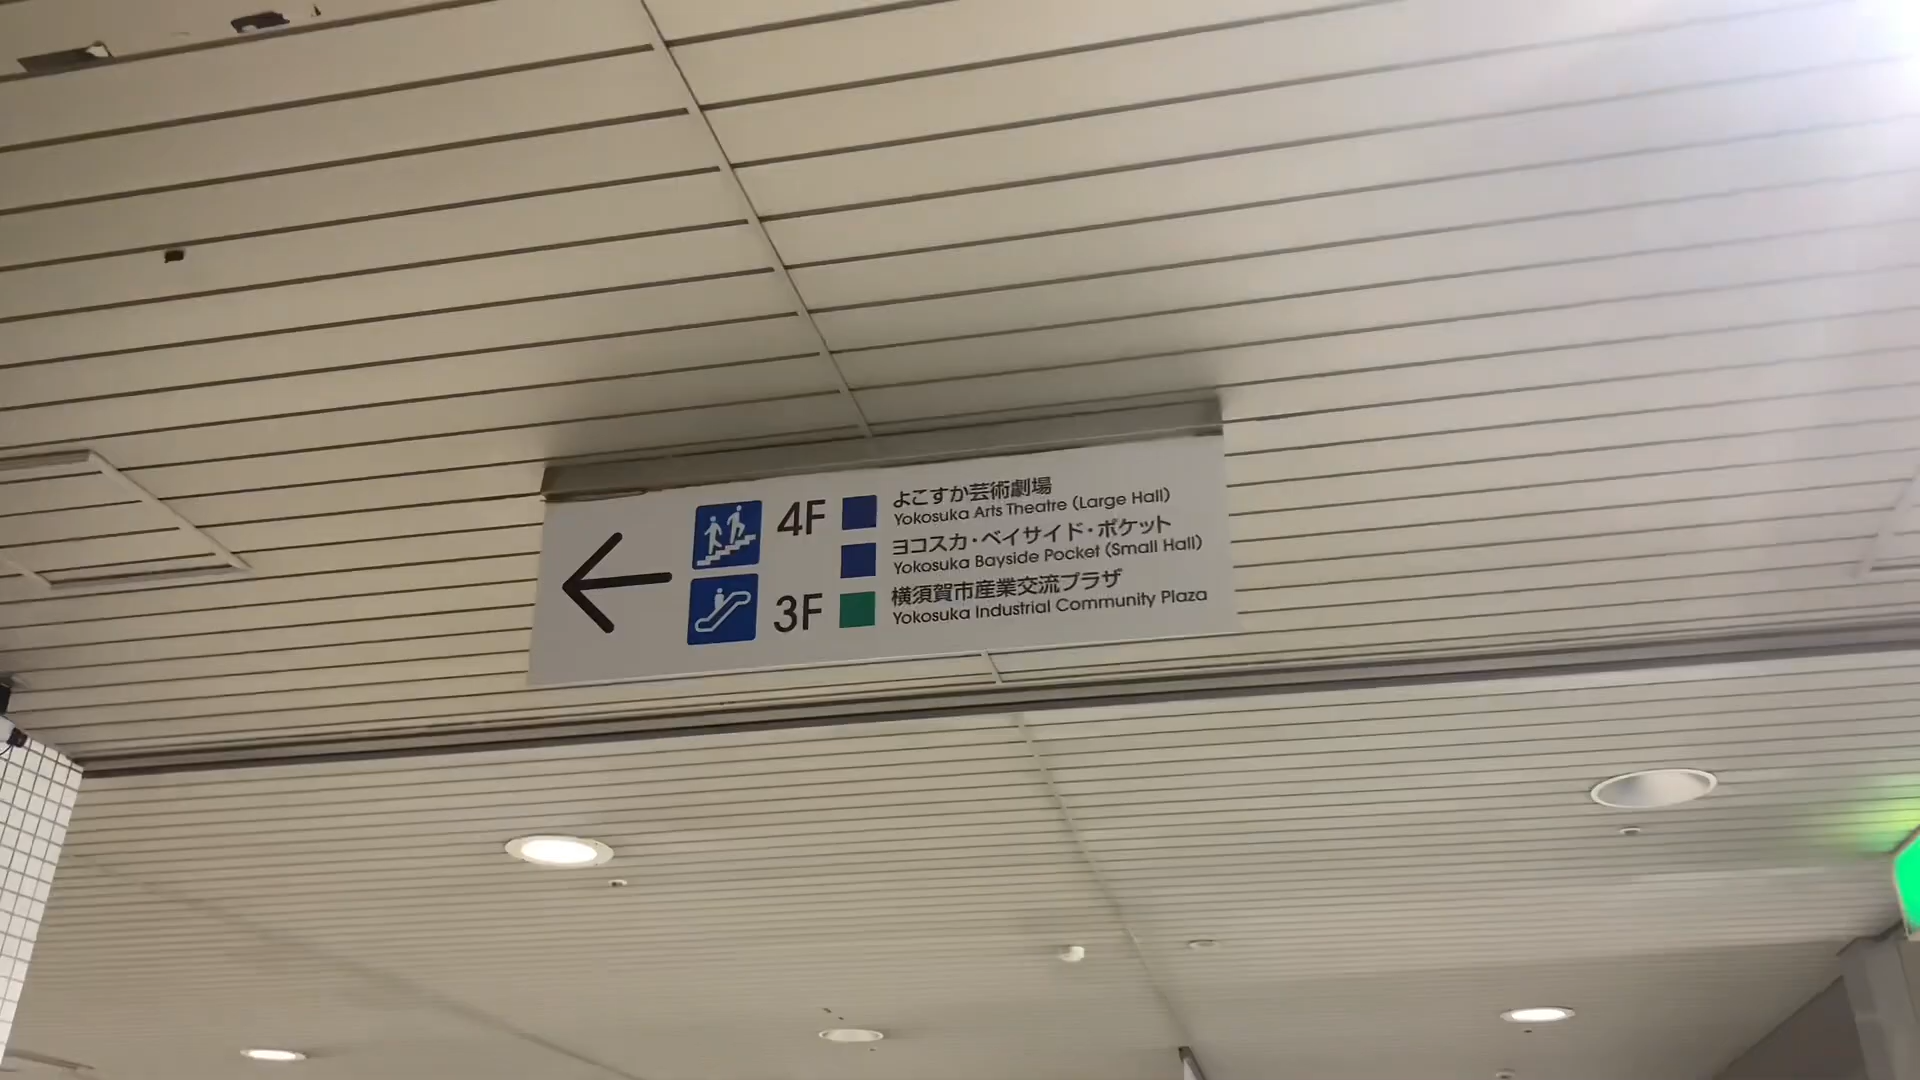 4F
よこすか芸術劇場
Yokosuka Arts Theatre (Large Hall)
ヨコスカ・ベイサイド・ポケット
Yokosuka Bayside Pocket (Small Hall)
3F
横須賀市産業交流プラザ
Yokosuka Industrial Community Plaza